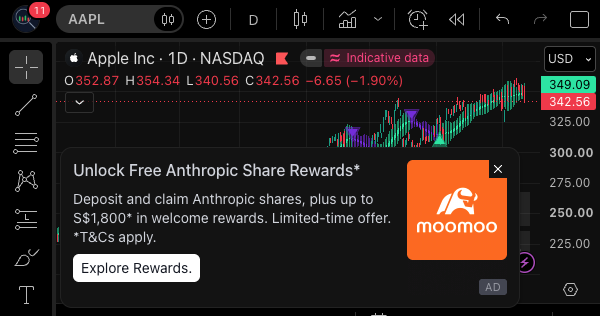 11
AAPL
D
Apple Inc · 1D · NASDAQ
Indicative data
USD
O352.87 H354.34 L340.56 C342.56 −6.65 (−1.90%)
349.09
342.56
325.00
300.00
275.00
250.00
225.00
Unlock Free Anthropic Share Rewards*
Deposit and claim Anthropic shares, plus up to
S$1,800* in welcome rewards. Limited-time offer.
*T&Cs apply.
Explore Rewards.
moomoo
AD